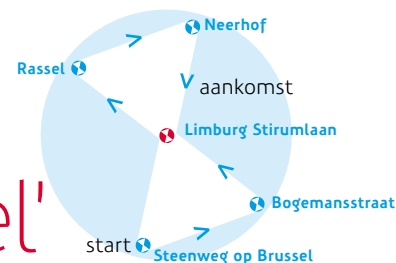 Neerhof
Rassel
aankomst
Limburg Stirumlaan
Bogemansstraat
el'
start
Steenweg op Brussel